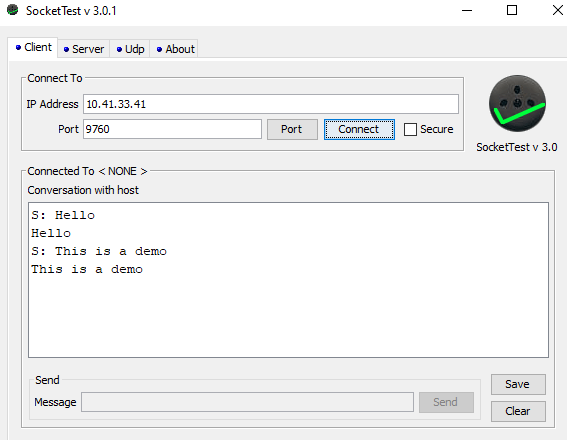 SocketTest v 3.0.1
Client
Server
Udp
About
Connect To
IP Address 10.41.33.41
Port 9760 Port Connect Secure
SocketTest v 3.0
Connected To < NONE >
Conversation with host
S: Hello
Hello
S: This is a demo
This is a demo
Send
Message Send
Save
Clear